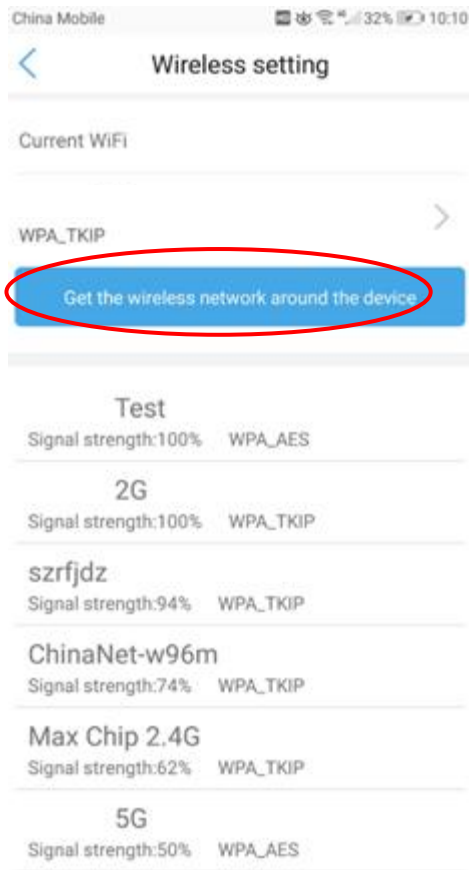 China Mobile 32% 10:10
Wireless setting
Current WiFi
WPA_TKIP
Get the wireless network around the device
Test
Signal strength:100% WPA_AES
2G
Signal strength:100% WPA_TKIP
szrfjdz
Signal strength:94% WPA_TKIP
ChinaNet-w96m
Signal strength:74% WPA_TKIP
Max Chip 2.4G
Signal strength:62% WPA_TKIP
5G
Signal strength:50% WPA_AES